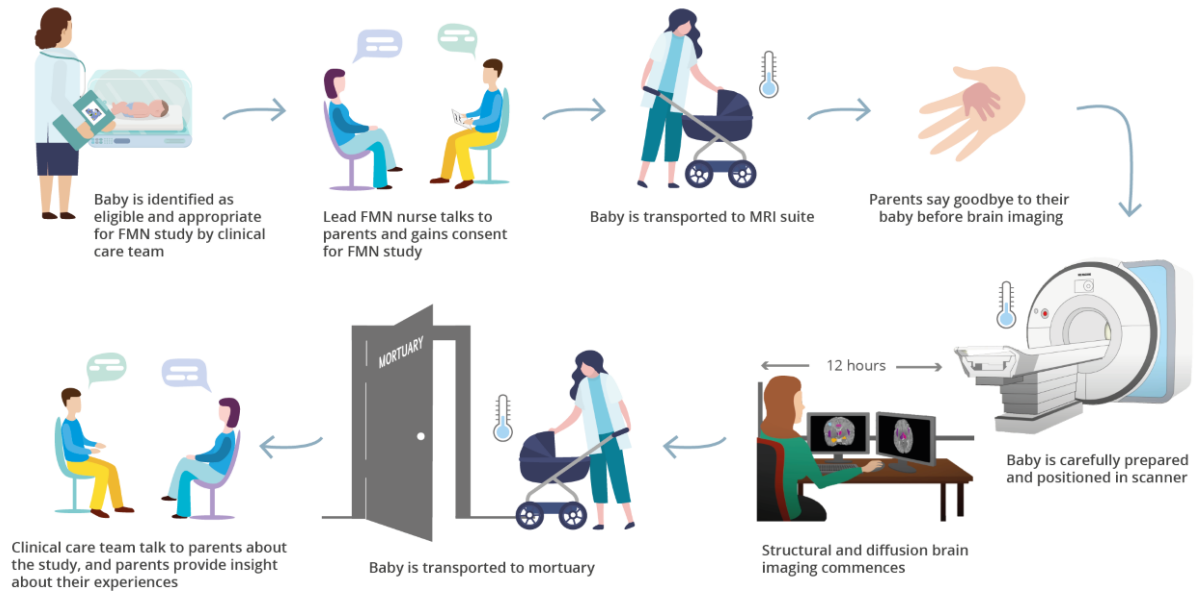 Baby is identified as
eligible and appropriate
for FMN study by clinical
care team
Lead FMN nurse talks to
parents and gains consent
for FMN study
Baby is transported to MRI suite
Parents say goodbye to their
baby before brain imaging
Baby is carefully prepared
and positioned in scanner
12 hours
Structural and diffusion brain
imaging commences
MORTUARY
Baby is transported to mortuary
Clinical care team talk to parents about
the study, and parents provide insight
about their experiences